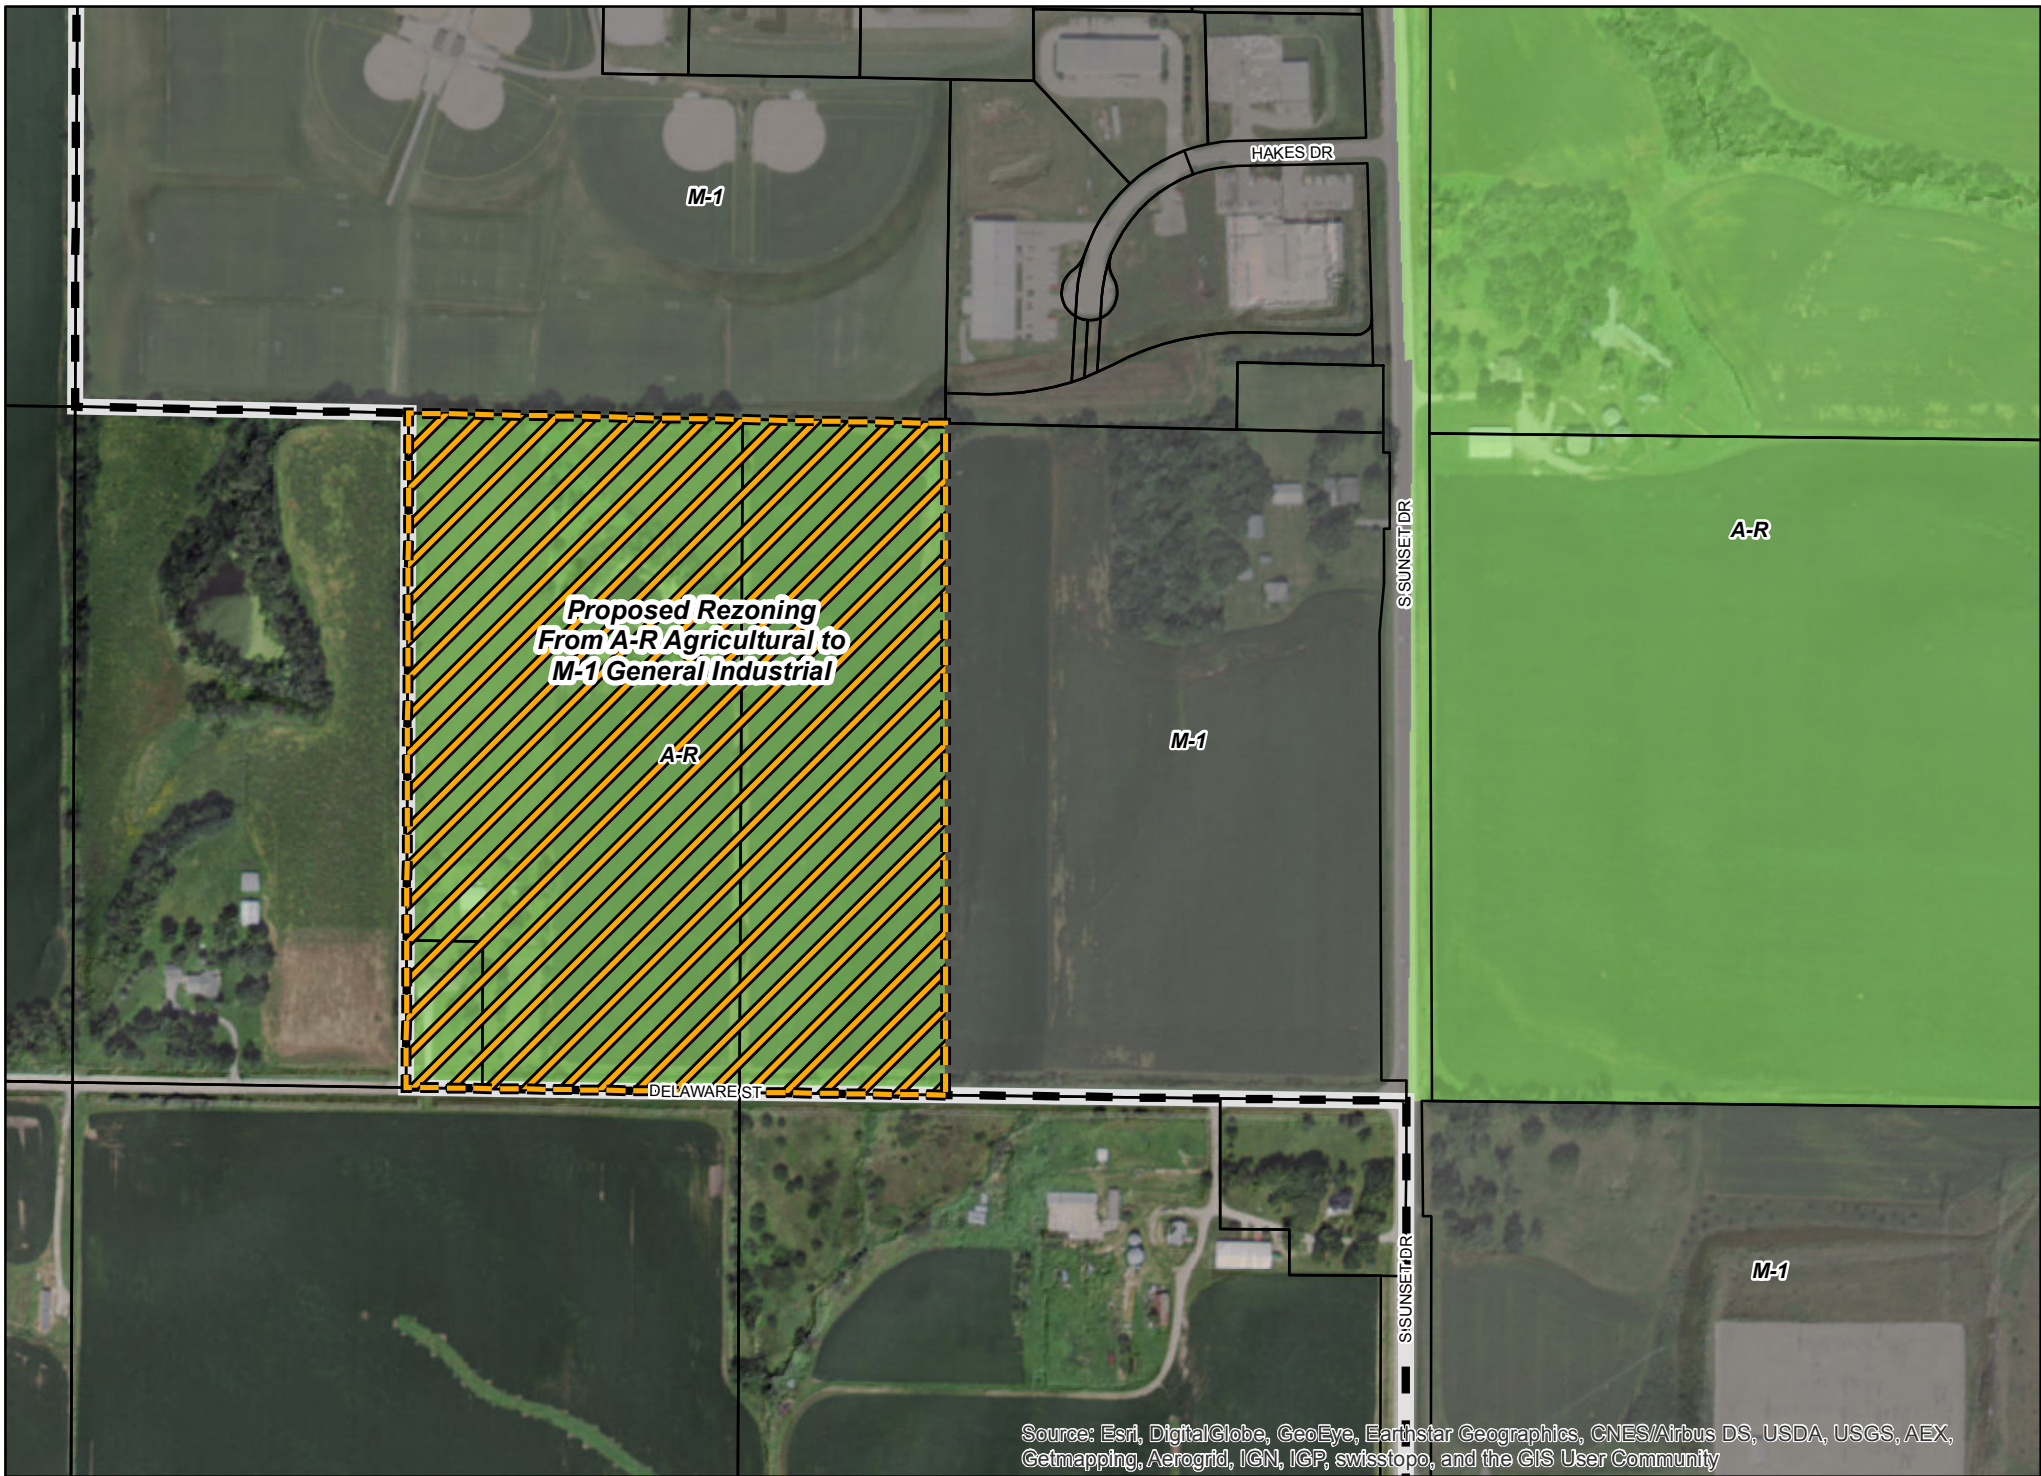 HAKES DR
M-1
S SUNSET DR
A-R
Proposed Rezoning
From A-R Agricultural to
M-1 General Industrial
A-R
M-1
DELAWARE ST
M-1
S SUNSET DR
Source: Esri, DigitalGlobe, GeoEye, Earthstar Geographics, CNES/Airbus DS, USDA, USGS, AEX,
Getmapping, Aerogrid, IGN, IGP, swisstopo, and the GIS User Community